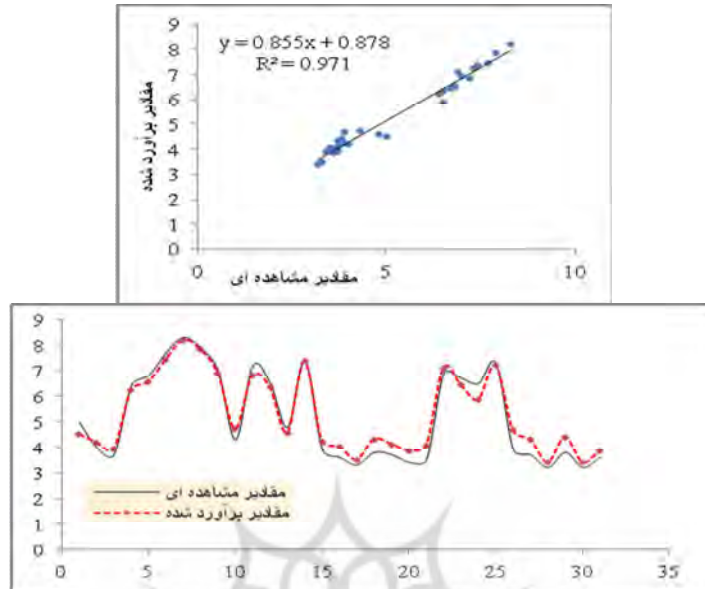 y = 0.855x + 0.878
R² = 0.971
9
8
7
6
5
4
3
2
1
0
مقادیر برآورد شده
0 5 10
مقادیر مشاهده ای
9
8
7
6
5
4
3
2
1
0
مقادیر مشاهده ای
مقادیر برآورد شده
0 5 10 15 20 25 30 35